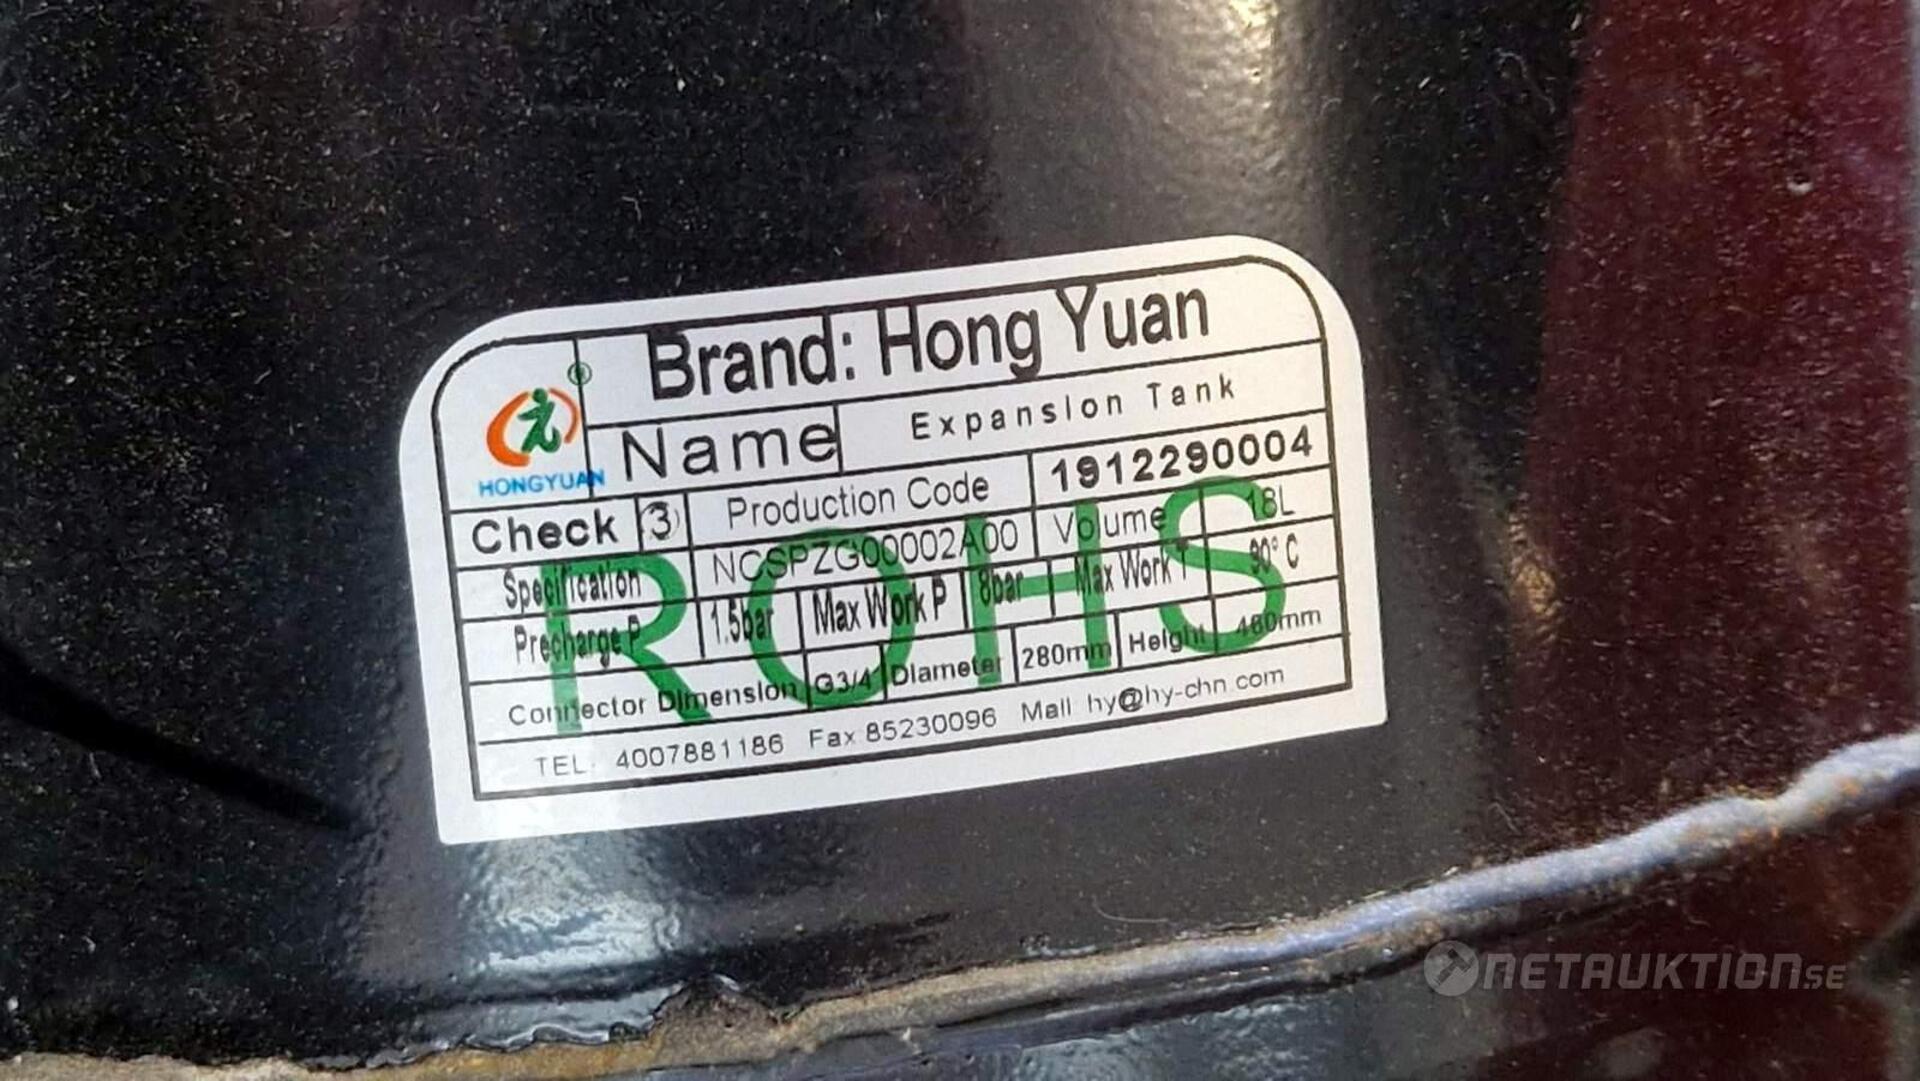 Brand: Hong Yuan
HONGYUAN
Name Expansion Tank
Check 3 Production Code 1912290004
Specification NCSPZG00002A00 Volume 18L
Precharge P 1.5bar Max Work P 8bar Max Work T 90° C
Connector Dimension G3/4 Diameter 280mm Height 480mm
TEL: 4007881186 Fax:85230096 Mail: hy@hy-chn.com
ROHS
NETAUKTION.SE